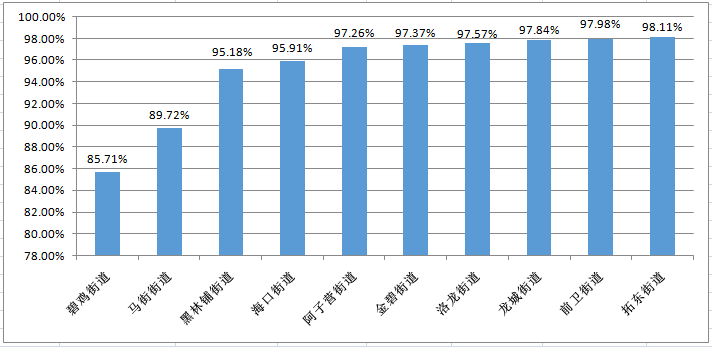 100.00%
98.00%
96.00%
94.00%
92.00%
90.00%
88.00%
86.00%
84.00%
82.00%
80.00%
78.00%
85.71%
89.72%
95.18%
95.91%
97.26%
97.37%
97.57%
97.84%
97.98%
98.11%
碧鸡街道
马街街道
黑林铺街道
海口街道
阿子营街道
金碧街道
洛龙街道
龙城街道
前卫街道
拓东街道